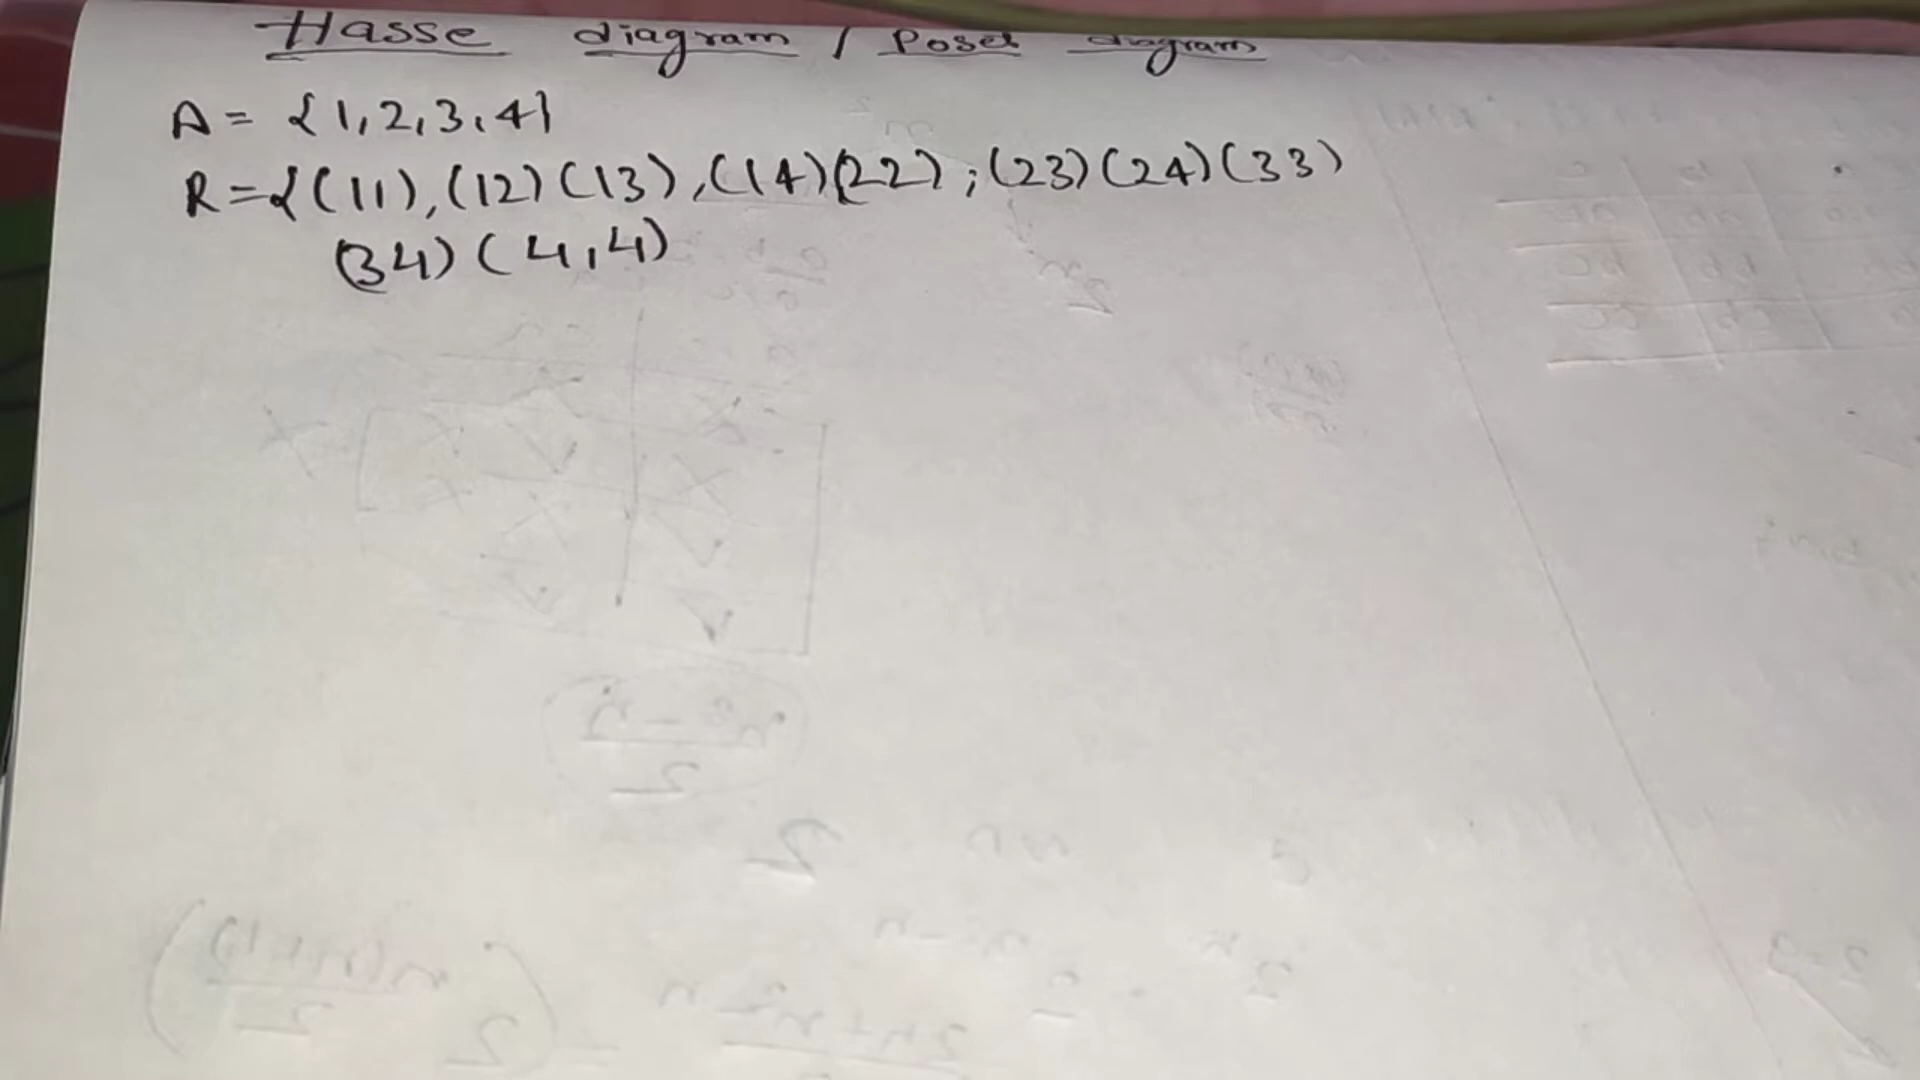 Hasse diagram / Poset diagram
A = {1,2,3,4}
R = {(11),(12)(13),(14)(22),(23)(24)(33)
(34)(4,4)